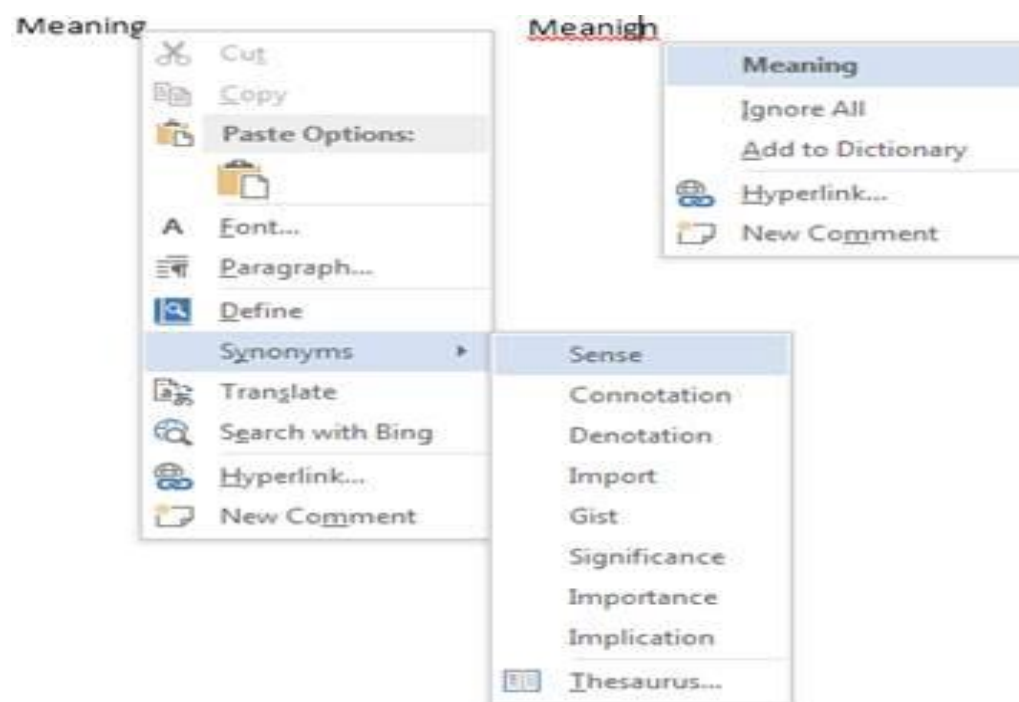 Meaning
Cut
Copy
Paste Options:
A Font...
Paragraph...
Define
Synonyms
Translate
Search with Bing
Hyperlink...
New Comment
Sense
Connotation
Denotation
Import
Gist
Significance
Importance
Implication
Thesaurus...
Meanign
Meaning
Ignore All
Add to Dictionary
Hyperlink...
New Comment